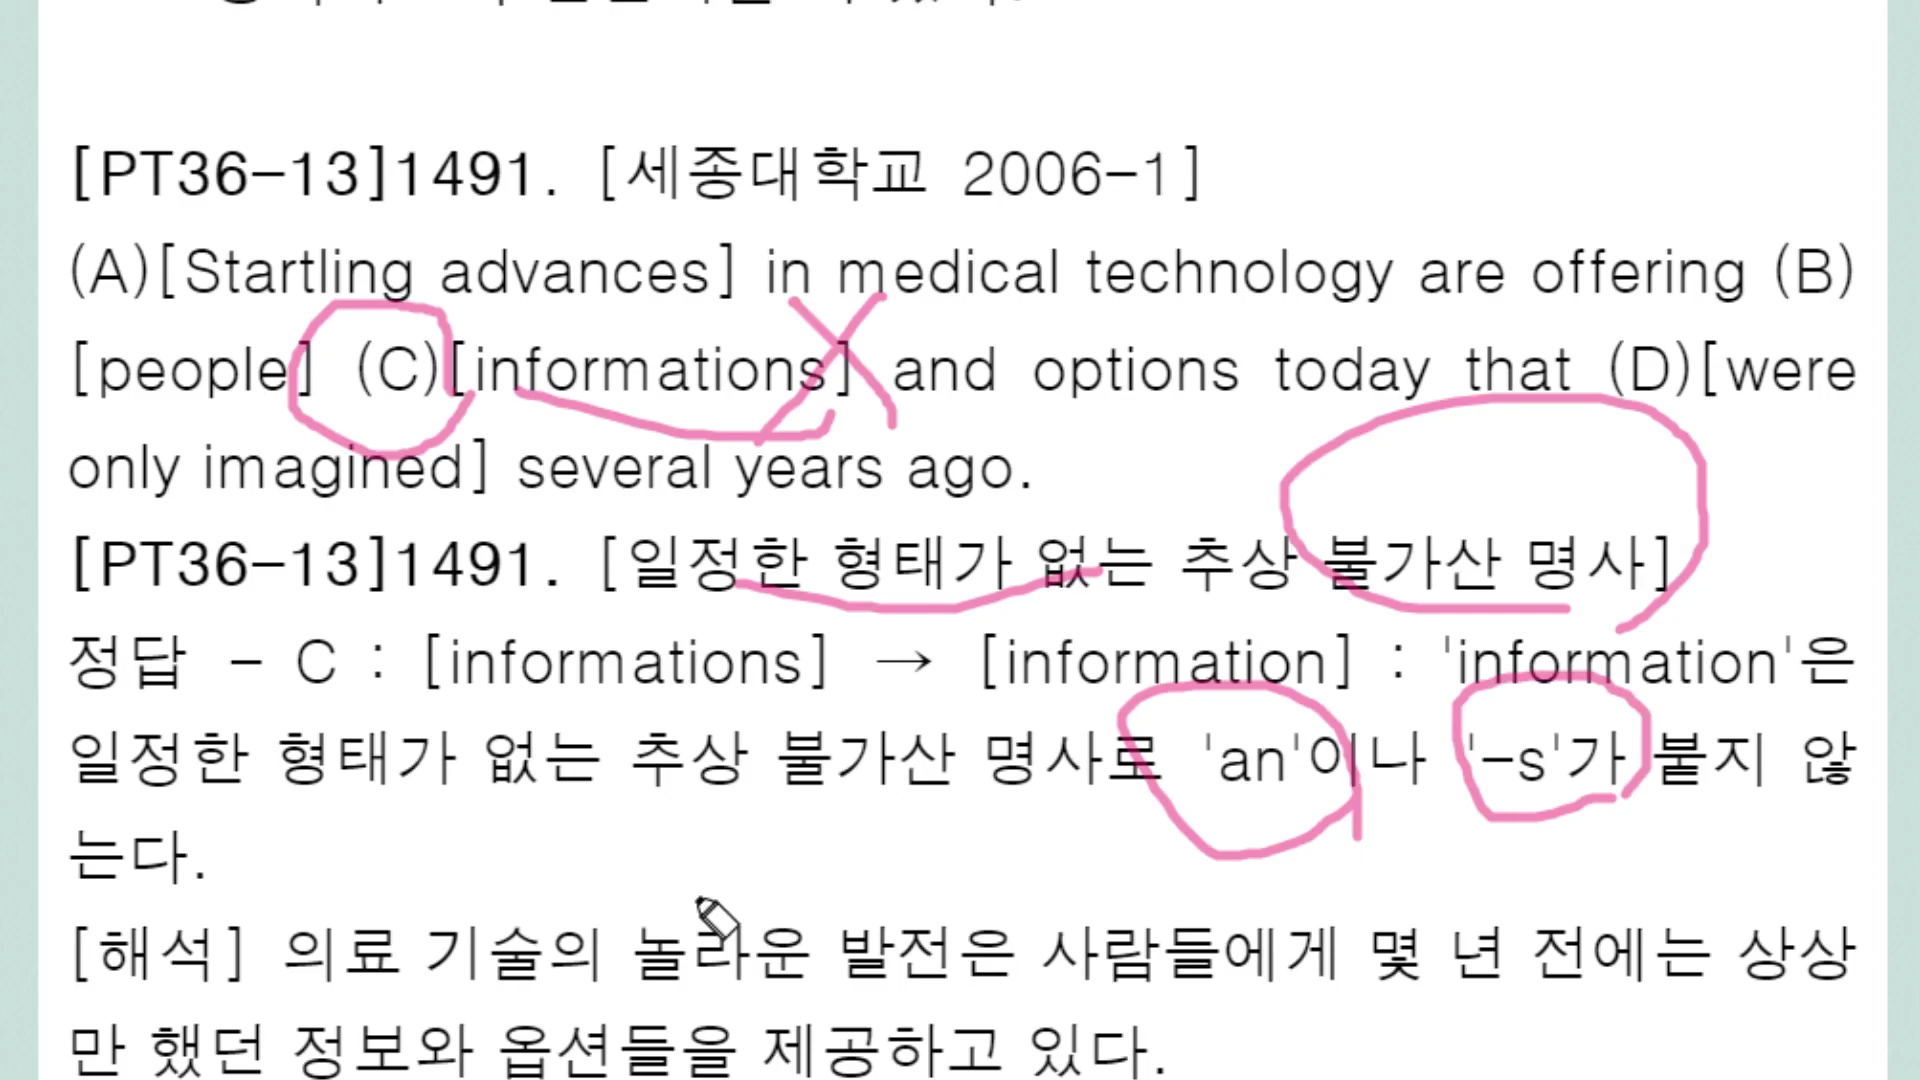 [PT36-13]1491. [세종대학교 2006-1]
(A)[Startling advances] in medical technology are offering (B)
[people] (C)[informations] and options today that (D)[were
only imagined] several years ago.
[PT36-13]1491. [일정한 형태가 없는 추상 불가산 명사]
정답 - C : [informations] → [information] : 'information'은
일정한 형태가 없는 추상 불가산 명사로 'an'이나 '-s'가 붙지 않
는다.
[해석] 의료 기술의 놀라운 발전은 사람들에게 몇 년 전에는 상상
만 했던 정보와 옵션들을 제공하고 있다.